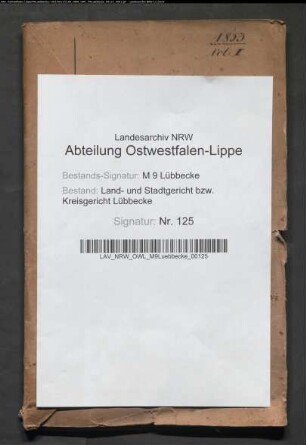 1853
Landesarchiv NRW
Abteilung Ostwestfalen-Lippe
Bestands-Signatur: M 9 Lübbecke
Bestand: Land- und Stadtgericht bzw.
Kreisgericht Lübbecke
Signatur: Nr. 125
LAV_NRW_OWL_M9Luebbecke_00125